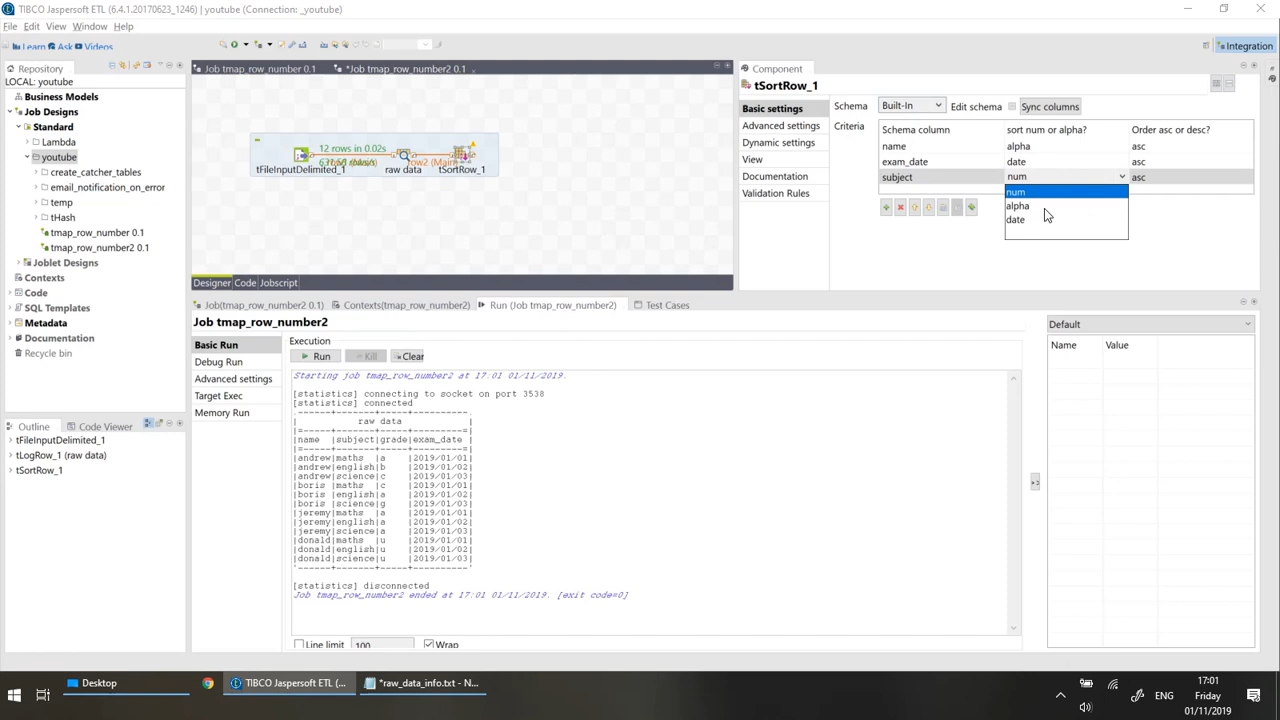 TIBCO Jaspersoft ETL (6.4.1.20170623_1246) | youtube (Connection: _youtube)
File Edit View Window Help
Learn Ask Videos
Integration
Repository
LOCAL: youtube
Business Models
Job Designs
Standard
Lambda
youtube
create_catcher_tables
email_notification_on_error
temp
tHash
tmap_row_number 0.1
tmap_row_number2 0.1
Joblet Designs
Contexts
Code
SQL Templates
Metadata
Documentation
Recycle bin
Outline Code Viewer
tFileInputDelimited_1
tLogRow_1 (raw data)
tSortRow_1
Job tmap_row_number 0.1 *Job tmap_row_number2 0.1
12 rows in 0.02s
row2 (Main)
tFileInputDelimited_1 raw data tSortRow_1
Designer Code Jobscript
Component
tSortRow_1
Basic settings
Advanced settings
Dynamic settings
View
Documentation
Validation Rules
Schema Built-In Edit schema Sync columns
Criteria Schema column sort num or alpha? Order asc or desc?
name alpha asc
exam_date date asc
subject num asc
num
alpha
date
Job(tmap_row_number2 0.1) Contexts(tmap_row_number2) Run (Job tmap_row_number2) Test Cases
Job tmap_row_number2
Basic Run
Debug Run
Advanced settings
Target Exec
Memory Run
Execution
Run Kill Clear
Starting job tmap_row_number2 at 17:01 01/11/2019.
[statistics] connecting to socket on port 3538
[statistics] connected
.------+-------+-----+----------.
| raw data |
|=-----+-------+-----+---------=|
|name |subject|grade|exam_date |
|=-----+-------+-----+---------=|
|andrew|maths |a |2019/01/01|
|andrew|english|b |2019/01/02|
|andrew|science|c |2019/01/03|
|boris |maths |c |2019/01/01|
|boris |english|a |2019/01/02|
|boris |science|g |2019/01/03|
|jeremy|maths |a |2019/01/01|
|jeremy|english|a |2019/01/02|
|jeremy|science|a |2019/01/03|
|donald|maths |u |2019/01/01|
|donald|english|u |2019/01/02|
|donald|science|u |2019/01/03|
'------+-------+-----+----------'
[statistics] disconnected
Job tmap_row_number2 ended at 17:01 01/11/2019. [exit code=0]
Line limit 100 Wrap
Default
Name Value
Desktop
TIBCO Jaspersoft ETL (...
*raw_data_info.txt - N...
ENG
17:01
Friday
01/11/2019